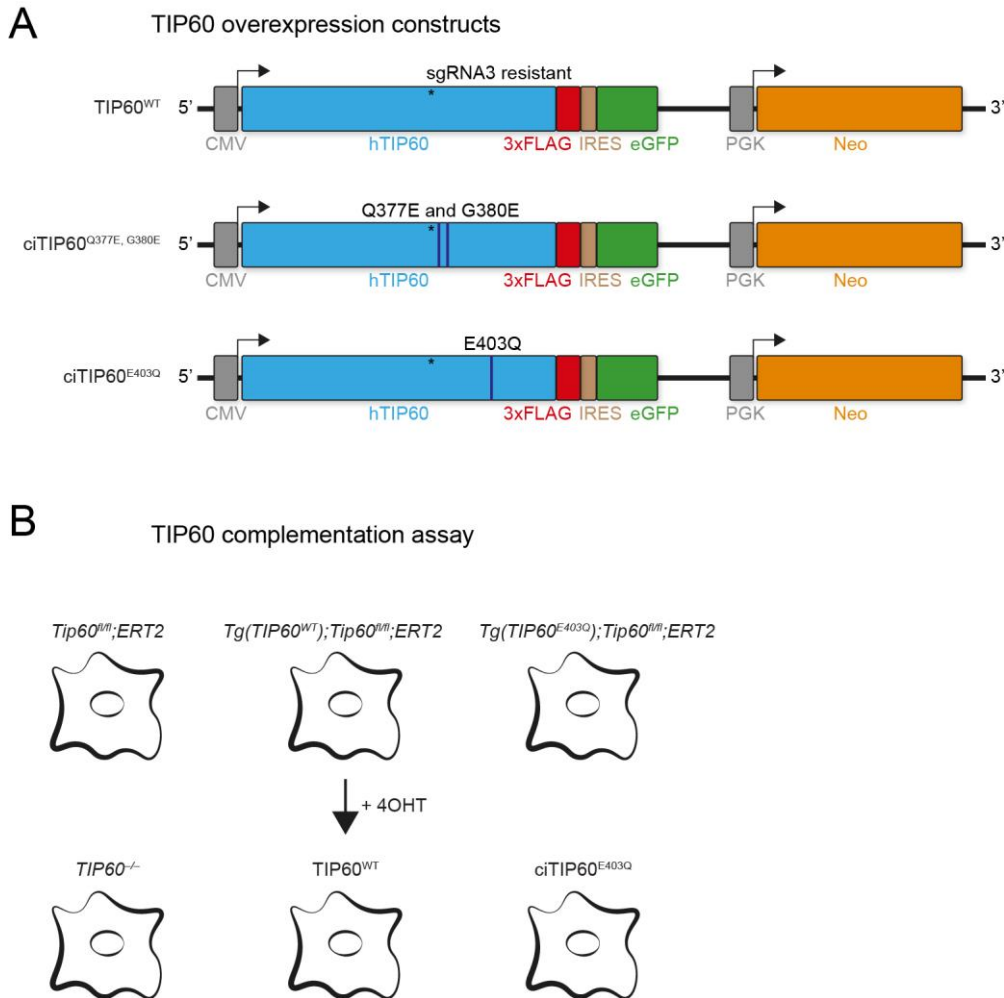 A TIP60 overexpression constructs
sgRNA3 resistant
TIP60WT 5’ * 3’
CMV hTIP60 3xFLAG IRES eGFP PGK Neo
Q377E and G380E
ciTIP60Q377E, G380E 5’ * 3’
CMV hTIP60 3xFLAG IRES eGFP PGK Neo
E403Q
ciTIP60E403Q 5’ * 3’
CMV hTIP60 3xFLAG IRES eGFP PGK Neo
B TIP60 complementation assay
Tip60fl/fl;ERT2 Tg(TIP60WT);Tip60fl/fl;ERT2 Tg(TIP60E403Q);Tip60fl/fl;ERT2
+ 4OHT
TIP60–/– TIP60WT ciTIP60E403Q